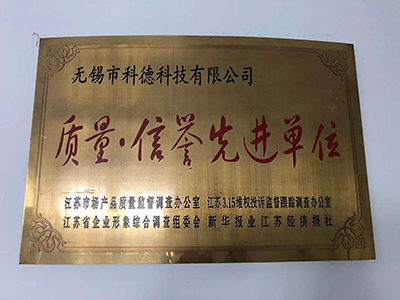 无锡市科德科技有限公司
质量·信誉先进单位
江苏市场产品质量监督调查办公室 江苏3.15维权投诉监督跟踪调查办公室
江苏省企业形象综合调查组委会 新华报业江苏经济报社